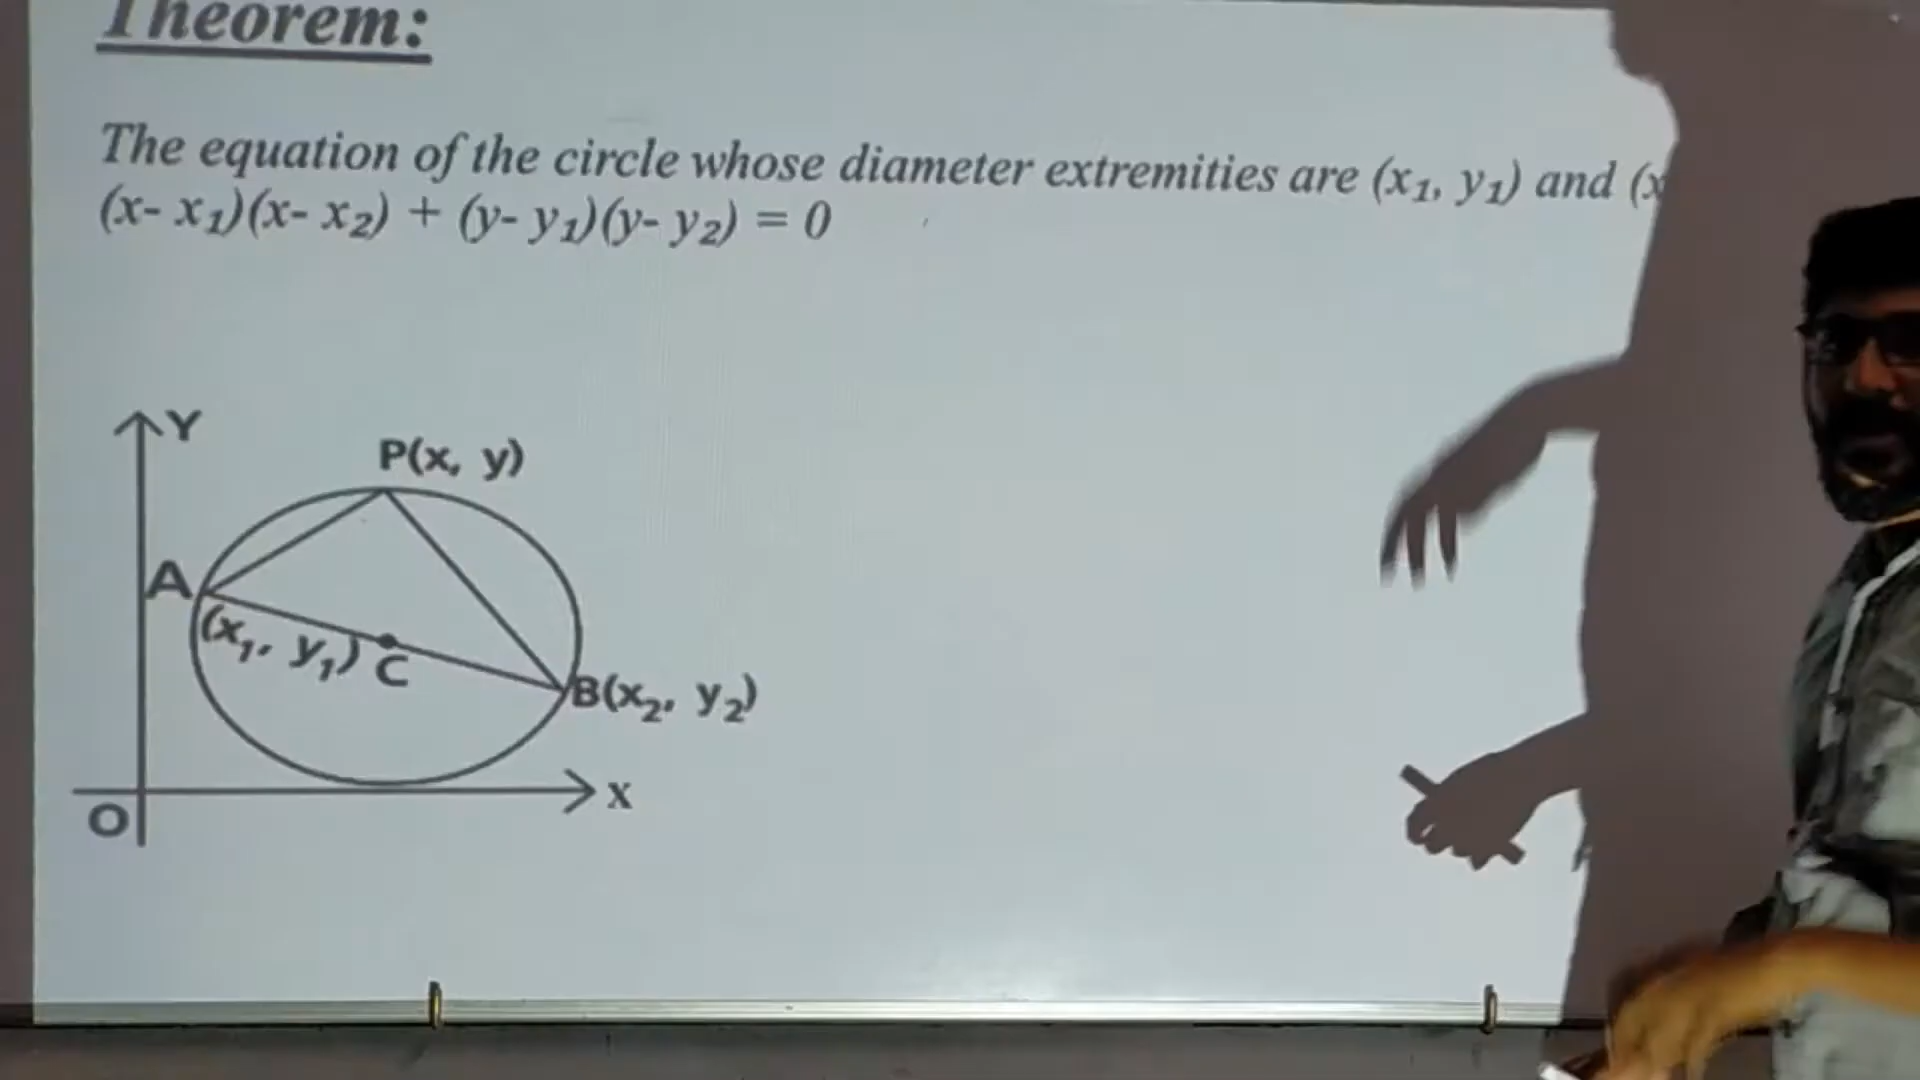 Theorem:
The equation of the circle whose diameter extremities are (x₁, y₁) and (x
(x- x₁)(x- x₂) + (y- y₁)(y- y₂) = 0
Y
P(x, y)
A
(x₁, y₁) C
B(x₂, y₂)
X
O